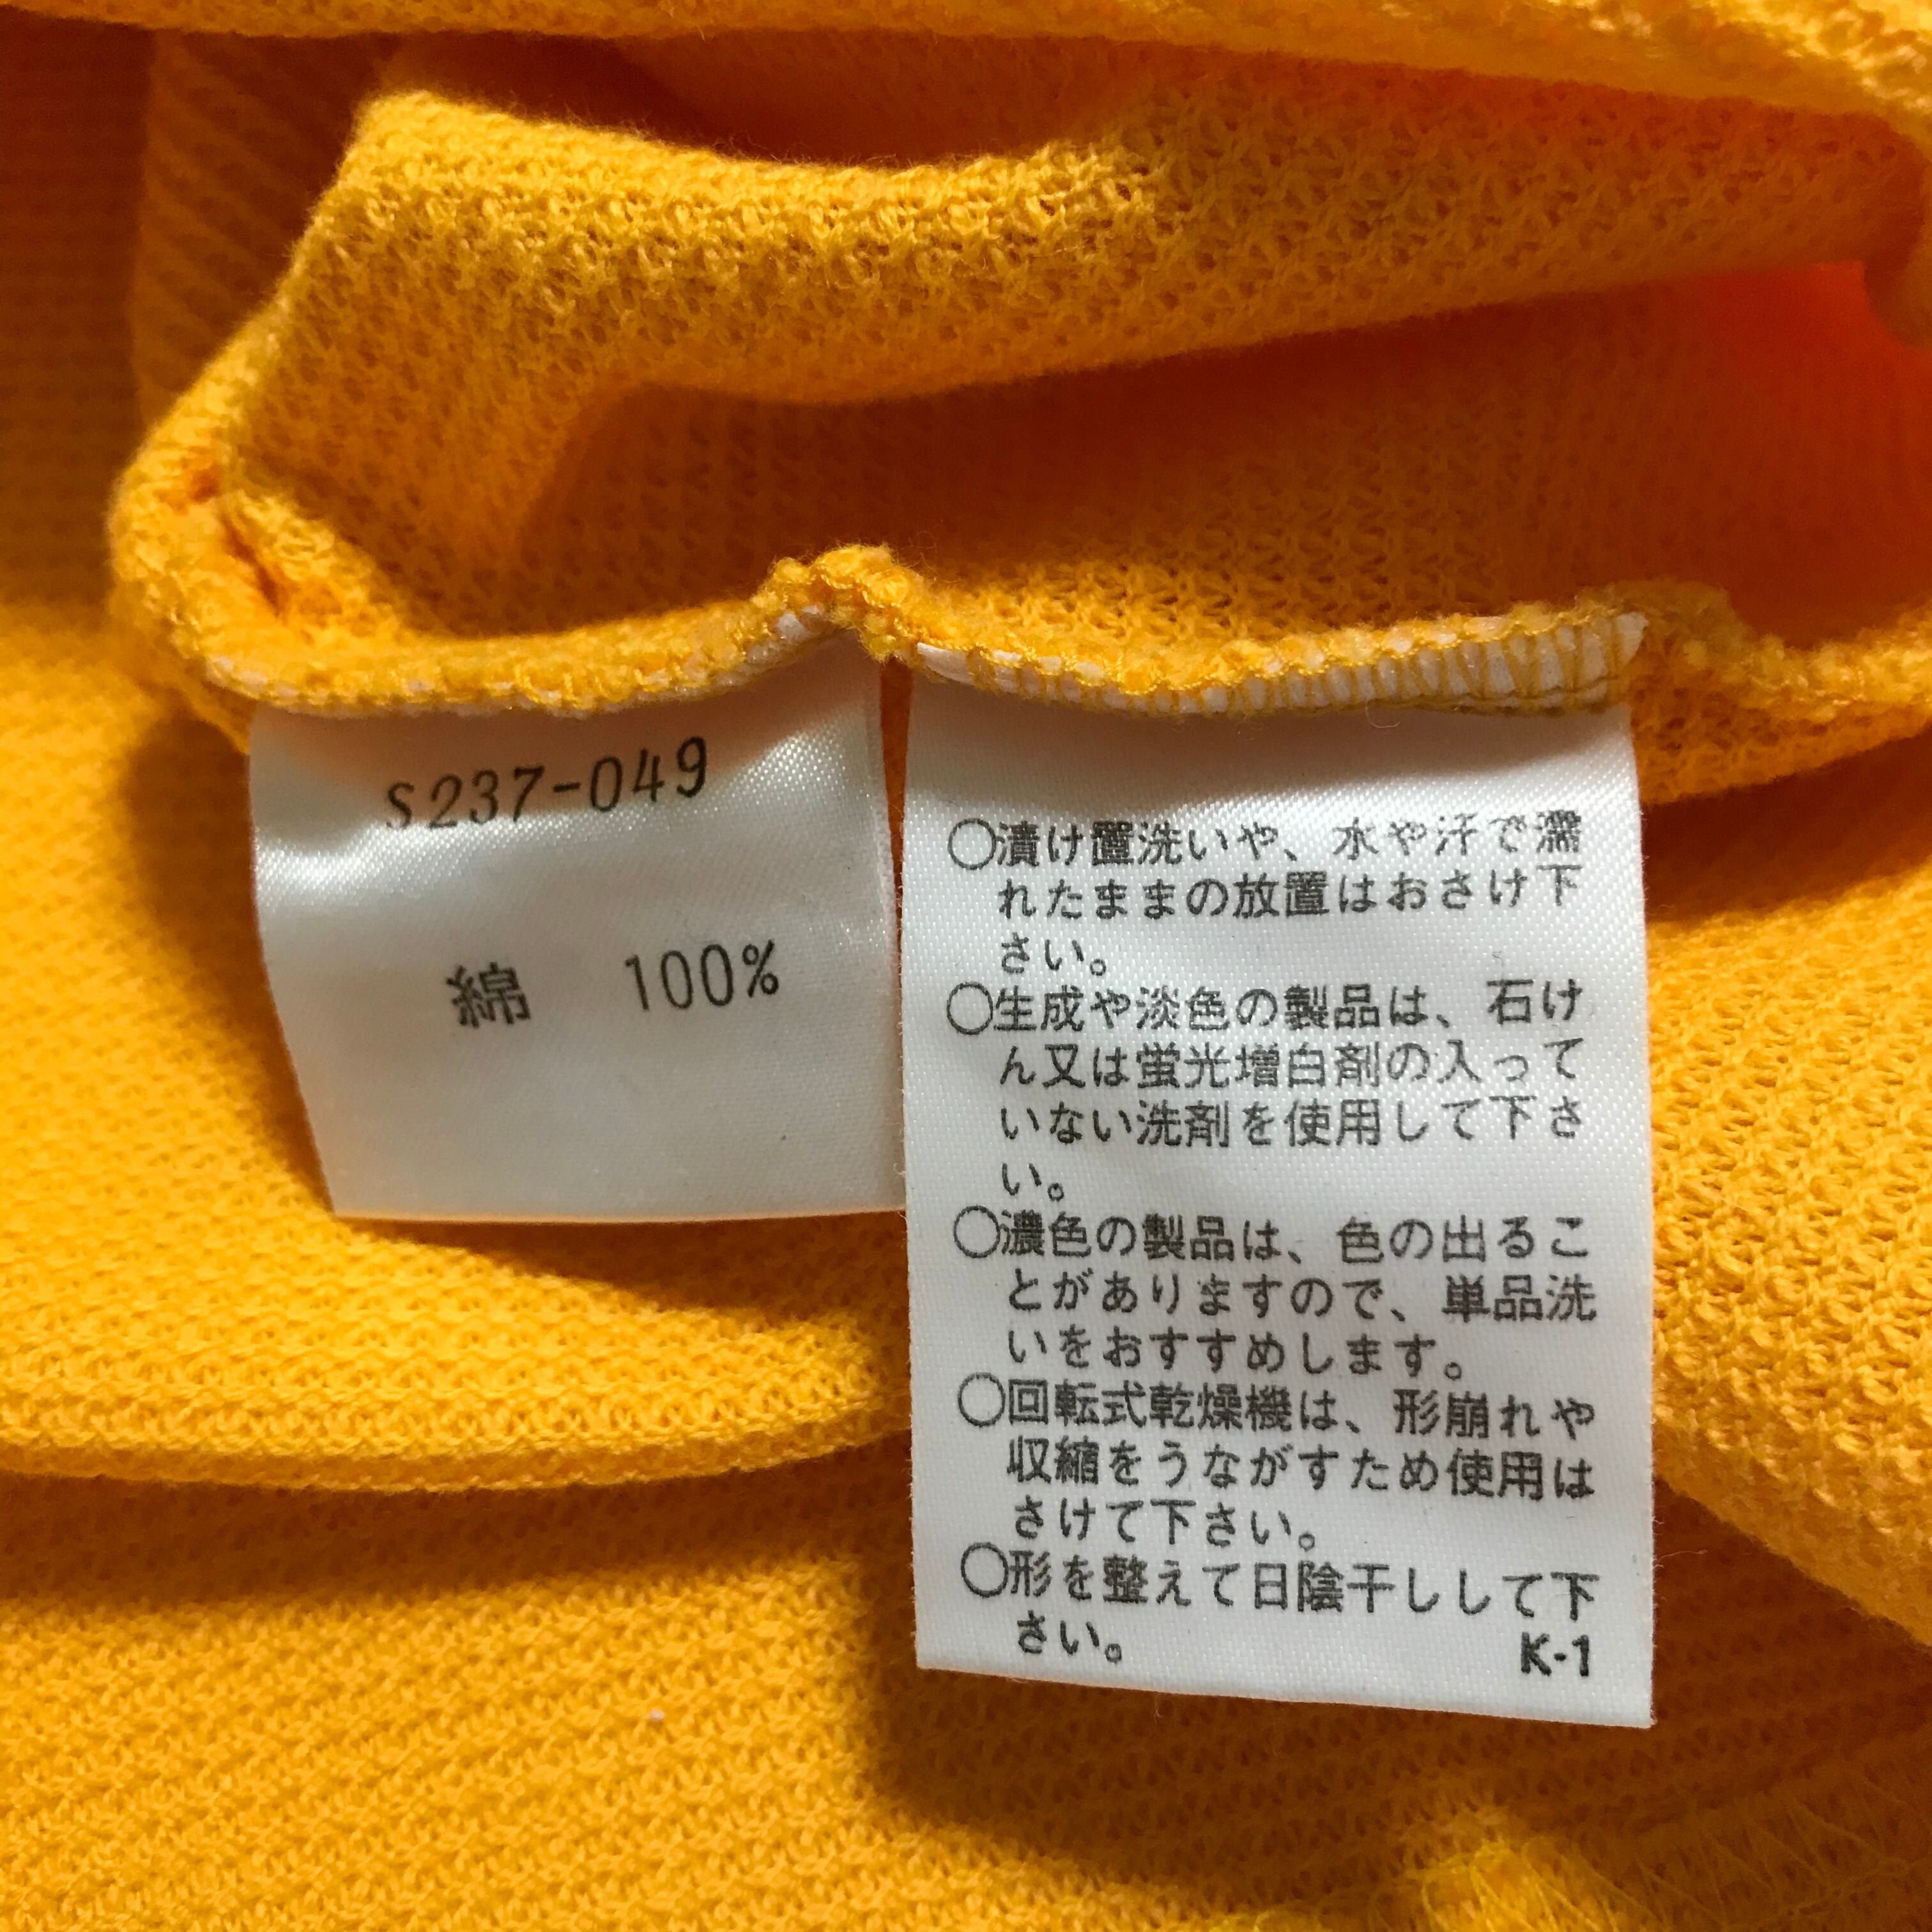 S237-049
綿 100%
○漬け置洗いや、水や汗で濡
れたままの放置はおさけ下
さい。
○生成や淡色の製品は、石け
ん又は蛍光増白剤の入って
いない洗剤を使用して下さ
い。
○濃色の製品は、色の出るこ
とがありますので、単品洗
いをおすすめします。
○回転式乾燥機は、形崩れや
収縮をうながすため使用は
さけて下さい。
○形を整えて日陰干しして下
さい。
K-1